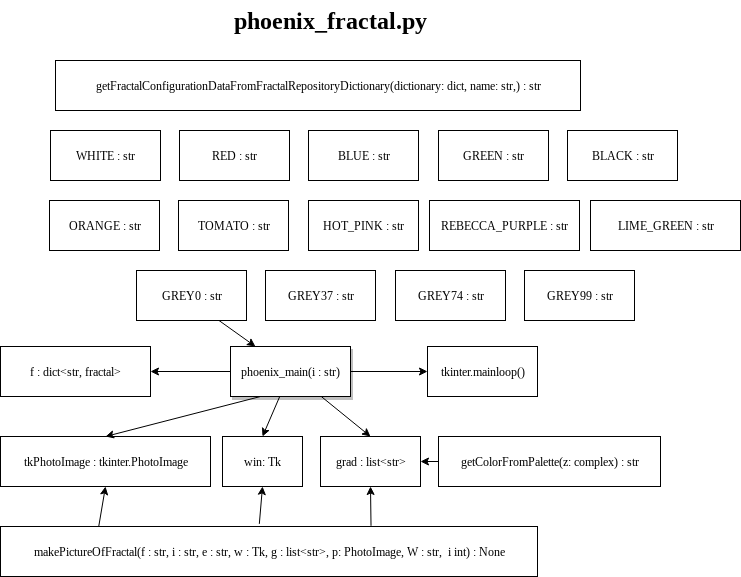 phoenix_fractal.py
getFractalConfigurationDataFromFractalRepositoryDictionary(dictionary: dict, name: str,) : str
WHITE : str
RED : str
BLUE : str
GREEN : str
BLACK : str
ORANGE : str
TOMATO : str
HOT_PINK : str
REBECCA_PURPLE : str
LIME_GREEN : str
GREY0 : str
GREY37 : str
GREY74 : str
GREY99 : str
f : dict<str, fractal>
phoenix_main(i : str)
tkinter.mainloop()
tkPhotoImage : tkinter.PhotoImage
win: Tk
grad : list<str>
getColorFromPalette(z: complex) : str
makePictureOfFractal(f : str, i : str, e : str, w : Tk, g : list<str>, p: PhotoImage, W : str,  i int) : None